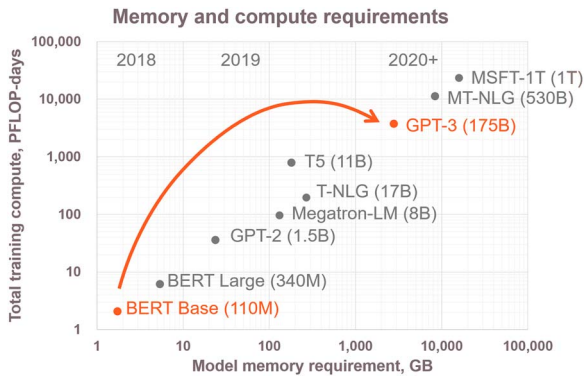 Memory and compute requirements
100,000
10,000
1,000
100
10
1
Total training compute, PFLOP-days
2018
2019
2020+
MSFT-1T (1T)
MT-NLG (530B)
GPT-3 (175B)
T5 (11B)
T-NLG (17B)
Megatron-LM (8B)
GPT-2 (1.5B)
BERT Large (340M)
BERT Base (110M)
1
10
100
1,000
10,000
100,000
Model memory requirement, GB